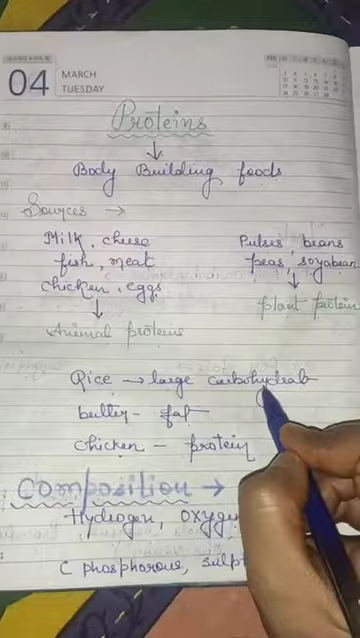 04
MARCH
TUESDAY
Proteins
Body Building foods
Sources →
Milk, cheese
fish, meat
chicken, eggs
Animal proteins
Pulses, beans
peas, soyabean
plant protein
Rice → large carbohydrate
butter - fat
chicken - protein
Composition →
Hydrogen, oxyg
C phosphorous, sulph